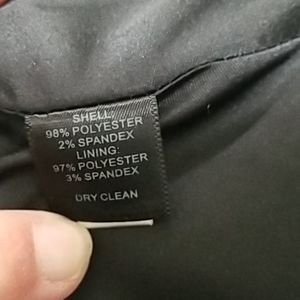 SHELL:
98% POLYESTER
2% SPANDEX
LINING:
97% POLYESTER
3% SPANDEX
DRY CLEAN